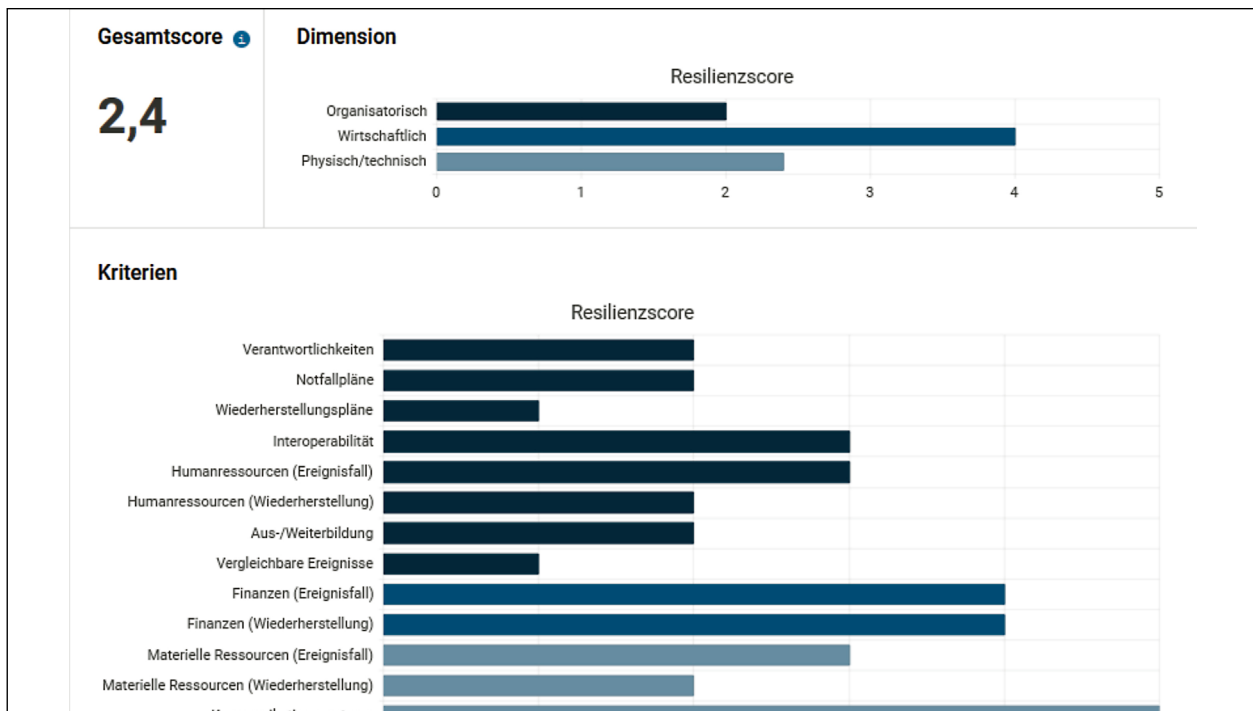 Gesamtscore i
Dimension
2,4
Resilienzscore
Organisatorisch
Wirtschaftlich
Physisch/technisch
0 1 2 3 4 5
Kriterien
Resilienzscore
Verantwortlichkeiten
Notfallpläne
Wiederherstellungspläne
Interoperabilität
Humanressourcen (Ereignisfall)
Humanressourcen (Wiederherstellung)
Aus-/Weiterbildung
Vergleichbare Ereignisse
Finanzen (Ereignisfall)
Finanzen (Wiederherstellung)
Materielle Ressourcen (Ereignisfall)
Materielle Ressourcen (Wiederherstellung)